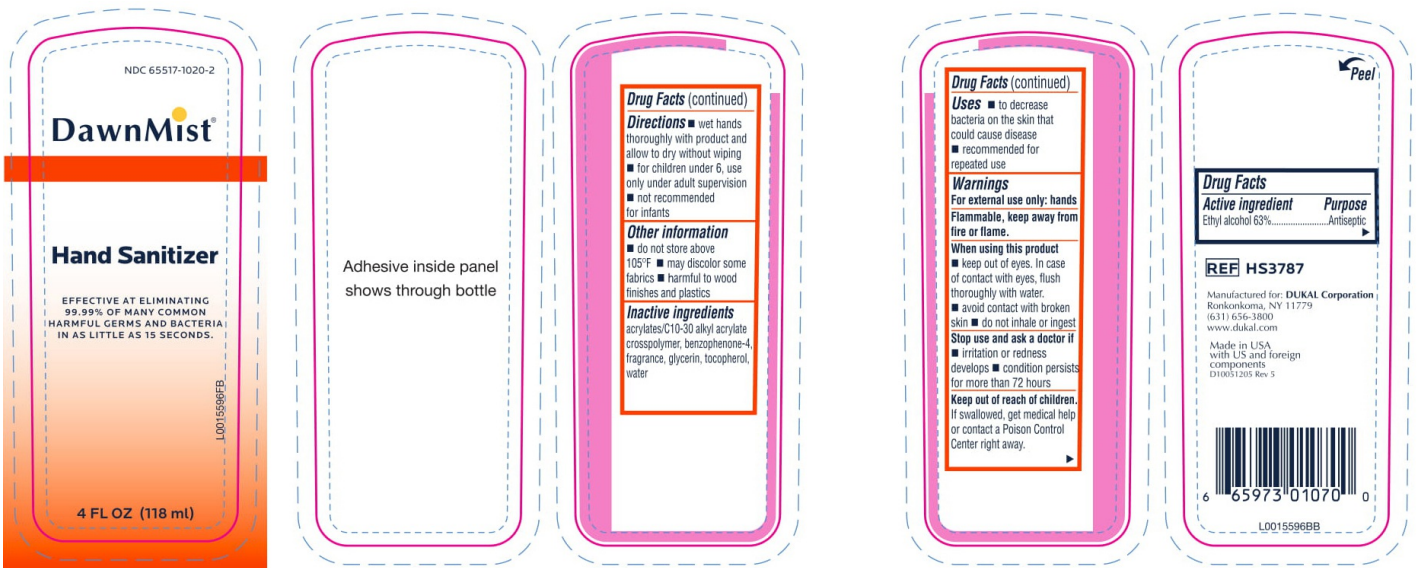 NDC 65517-1020-2
DawnMist®
Hand Sanitizer
EFFECTIVE AT ELIMINATING
99.99% OF MANY COMMON
HARMFUL GERMS AND BACTERIA
IN AS LITTLE AS 15 SECONDS.
L0015596FB
4 FL OZ (118 ml)
Adhesive inside panel
shows through bottle
Drug Facts (continued)
Directions ■ wet hands
thoroughly with product and
allow to dry without wiping
■ for children under 6, use
only under adult supervision
■ not recommended
for infants
Other information
■ do not store above
105°F ■ may discolor some
fabrics ■ harmful to wood
finishes and plastics
Inactive ingredients
acrylates/C10-30 alkyl acrylate
crosspolymer, benzophenone-4,
fragrance, glycerin, tocopherol,
water
Drug Facts (continued)
Uses ■ to decrease
bacteria on the skin that
could cause disease
■ recommended for
repeated use
Warnings
For external use only: hands
Flammable, keep away from
fire or flame.
When using this product
■ keep out of eyes. In case
of contact with eyes, flush
thoroughly with water.
■ avoid contact with broken
skin ■ do not inhale or ingest
Stop use and ask a doctor if
■ irritation or redness
develops ■ condition persists
for more than 72 hours
Keep out of reach of children.
If swallowed, get medical help
or contact a Poison Control
Center right away.
Peel
Drug Facts
Active ingredient Purpose
Ethyl alcohol 63%.......................Antiseptic
REF HS3787
Manufactured for: DUKAL Corporation
Ronkonkoma, NY 11779
(631) 656-3800
www.dukal.com
Made in USA
with US and foreign
components
D10051205 Rev 5
6 65973 01070 0
L0015596BB